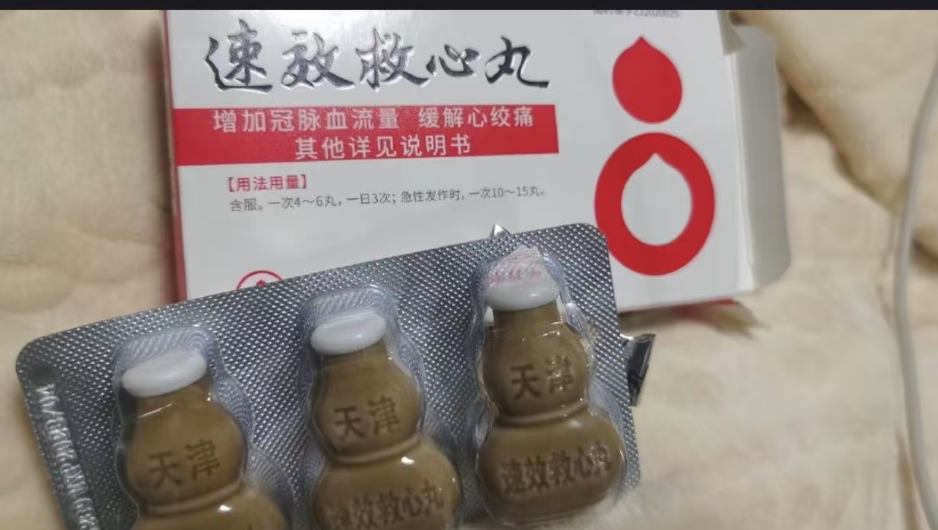 速效救心丸
增加冠脉血流量 缓解心绞痛
其他详见说明书
【用法用量】
含服。一次4～6丸，一日3次；急性发作时，一次10～15丸。
天津
天津
速效救心丸
天津
速效救心丸